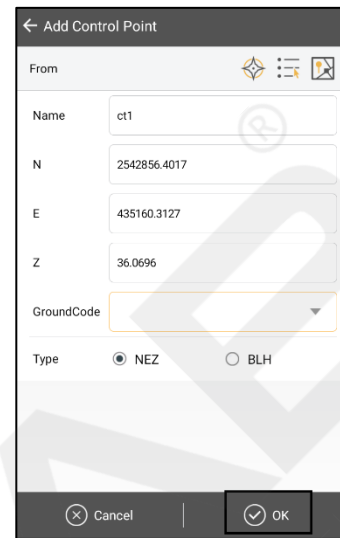 ← Add Control Point
From
Name ct1
N 2542856.4017
E 435160.3127
Z 36.0696
GroundCode
Type NEZ BLH
Cancel OK
®